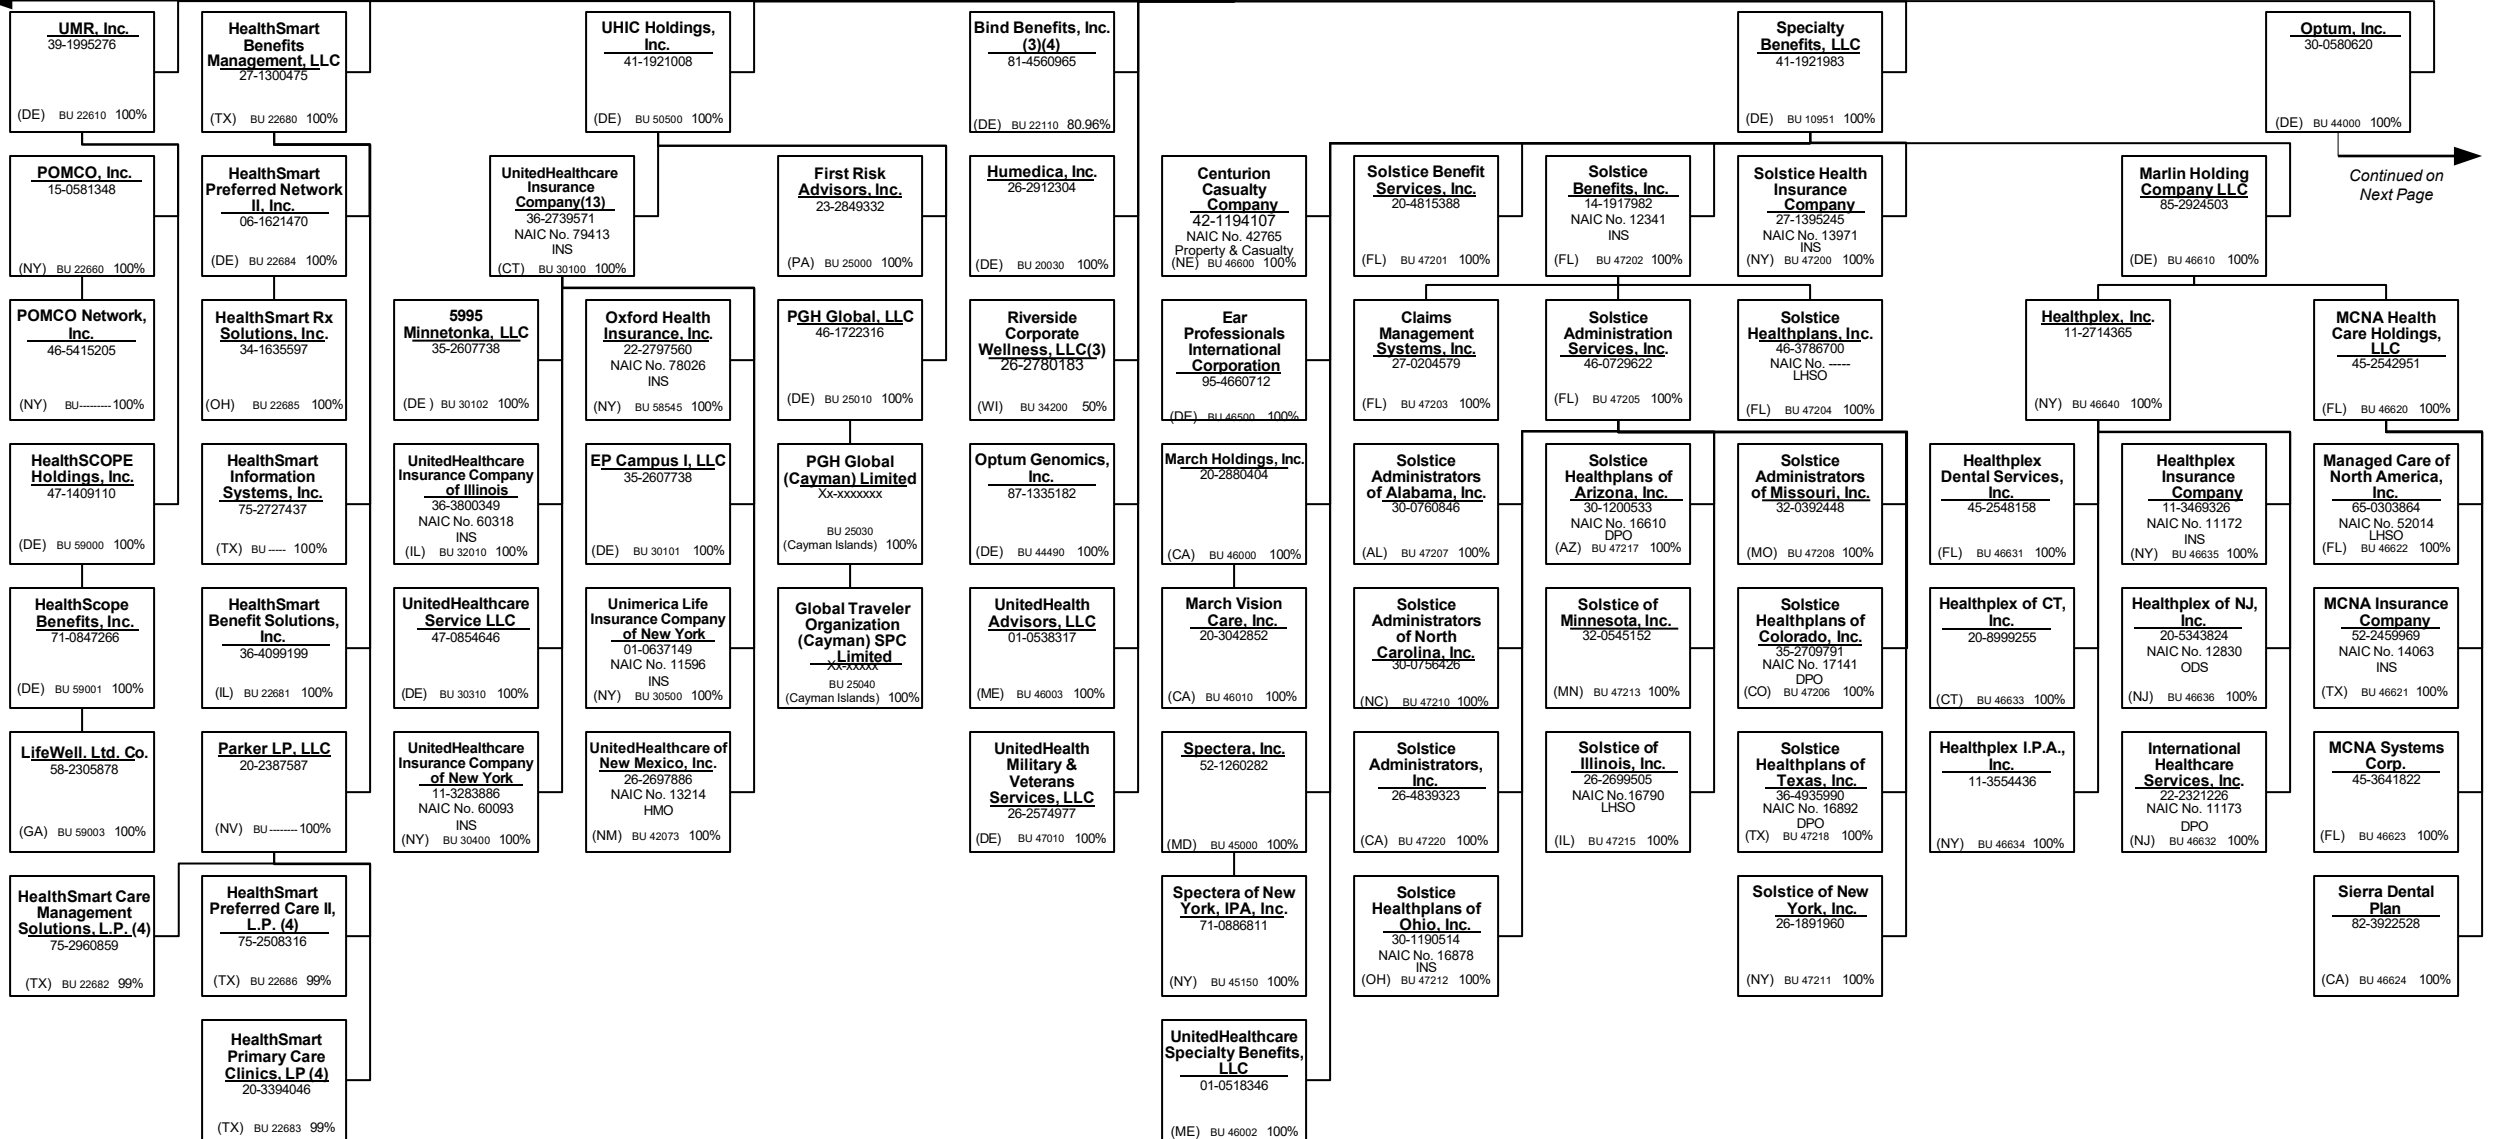 UMR, Inc.
39-1995276
(DE) BU 22610 100%
HealthSmart
Benefits
Management, LLC
27-1300475
(TX) BU 22680 100%
UHIC Holdings,
Inc.
41-1921008
(DE) BU 50500 100%
Bind Benefits, Inc.
(3)(4)
81-4560965
(DE) BU 22110 80.96%
Specialty
Benefits, LLC
41-1921983
(DE) BU 10951 100%
Optum, Inc.
30-0580620
(DE) BU 44000 100%
POMCO, Inc.
15-0581348
(NY) BU 22660 100%
HealthSmart
Preferred Network
II, Inc.
06-1621470
(DE) BU 22684 100%
UnitedHealthcare
Insurance
Company(13)
36-2739571
NAIC No. 79413
INS
(CT) BU 30100 100%
First Risk
Advisors, Inc.
23-2849332
(PA) BU 25000 100%
Humedica, Inc.
26-2912304
(DE) BU 20030 100%
Centurion
Casualty
Company
42-1194107
NAIC No. 42765
Property & Casualty
(NE) BU 46600 100%
Solstice Benefit
Services, Inc.
20-4815388
(FL) BU 47201 100%
Solstice
Benefits, Inc.
14-1917982
NAIC No. 12341
INS
(FL) BU 47202 100%
Solstice Health
Insurance
Company
27-1395245
NAIC No. 13971
INS
(NY) BU 47200 100%
Marlin Holding
Company LLC
85-2924503
(DE) BU 46610 100%
Continued on
Next Page
POMCO Network,
Inc.
46-5415205
(NY) BU--------- 100%
HealthSmart Rx
Solutions, Inc.
34-1635597
(OH) BU 22685 100%
5995
Minnetonka, LLC
35-2607738
(DE ) BU 30102 100%
Oxford Health
Insurance, Inc.
22-2797560
NAIC No. 78026
INS
(NY) BU 58545 100%
PGH Global, LLC
46-1722316
(DE) BU 25010 100%
Riverside
Corporate
Wellness, LLC(3)
26-2780183
(WI) BU 34200 50%
Ear
Professionals
International
Corporation
95-4660712
(DE) BU 46500 100%
Claims
Management
Systems, Inc.
27-0204579
(FL) BU 47203 100%
Solstice
Administration
Services, Inc.
46-0729622
(FL) BU 47205 100%
Solstice
Healthplans, Inc.
46-3786700
NAIC No. -----
LHSO
(FL) BU 47204 100%
Healthplex, Inc.
11-2714365
(NY) BU 46640 100%
MCNA Health
Care Holdings,
LLC
45-2542951
(FL) BU 46620 100%
HealthSCOPE
Holdings, Inc.
47-1409110
(DE) BU 59000 100%
HealthSmart
Information
Systems, Inc.
75-2727437
(TX) BU ----- 100%
UnitedHealthcare
Insurance Company
of Illinois
36-3800349
NAIC No. 60318
INS
(IL) BU 32010 100%
EP Campus I, LLC
35-2607738
(DE) BU 30101 100%
PGH Global
(Cayman) Limited
Xx-xxxxxxx
BU 25030
(Cayman Islands) 100%
Optum Genomics,
Inc.
87-1335182
(DE) BU 44490 100%
March Holdings, Inc.
20-2880404
(CA) BU 46000 100%
Solstice
Administrators
of Alabama, Inc.
30-0760846
(AL) BU 47207 100%
Solstice
Healthplans of
Arizona, Inc.
30-1200533
NAIC No. 16610
DPO
(AZ) BU 47217 100%
Solstice
Administrators
of Missouri, Inc.
32-0392448
(MO) BU 47208 100%
Healthplex
Dental Services,
Inc.
45-2548158
(FL) BU 46631 100%
Healthplex
Insurance
Company
11-3469326
NAIC No. 11172
INS
(NY) BU 46635 100%
Managed Care of
North America,
Inc.
65-0303864
NAIC No. 52014
LHSO
(FL) BU 46622 100%
HealthScope
Benefits, Inc.
71-0847266
(DE) BU 59001 100%
HealthSmart
Benefit Solutions,
Inc.
36-4099199
(IL) BU 22681 100%
UnitedHealthcare
Service LLC
47-0854646
(DE) BU 30310 100%
Unimerica Life
Insurance Company
of New York
01-0637149
NAIC No. 11596
INS
(NY) BU 30500 100%
Global Traveler
Organization
(Cayman) SPC
Limited
Xx-xxxxx
BU 25040
(Cayman Islands) 100%
UnitedHealth
Advisors, LLC
01-0538317
(ME) BU 46003 100%
March Vision
Care, Inc.
20-3042852
(CA) BU 46010 100%
Solstice
Administrators
of North
Carolina, Inc.
30-0756426
(NC) BU 47210 100%
Solstice of
Minnesota, Inc.
32-0545152
(MN) BU 47213 100%
Solstice
Healthplans of
Colorado, Inc.
35-2709791
NAIC No. 17141
DPO
(CO) BU 47206 100%
Healthplex of CT,
Inc.
20-8999255
(CT) BU 46633 100%
Healthplex of NJ,
Inc.
20-5343824
NAIC No. 12830
ODS
(NJ) BU 46636 100%
MCNA Insurance
Company
52-2459969
NAIC No. 14063
INS
(TX) BU 46621 100%
LifeWell. Ltd. Co.
58-2305878
(GA) BU 59003 100%
Parker LP, LLC
20-2387587
(NV) BU -------- 100%
UnitedHealthcare
Insurance Company
of New York
11-3283886
NAIC No. 60093
INS
(NY) BU 30400 100%
UnitedHealthcare of
New Mexico, Inc.
26-2697886
NAIC No. 13214
HMO
(NM) BU 42073 100%
UnitedHealth
Military &
Veterans
Services, LLC
26-2574977
(DE) BU 47010 100%
Spectera, Inc.
52-1260282
(MD) BU 45000 100%
Solstice
Administrators,
Inc.
26-4839323
(CA) BU 47220 100%
Solstice of
Illinois, Inc.
26-2699505
NAIC No.16790
LHSO
(IL) BU 47215 100%
Solstice
Healthplans of
Texas, Inc.
36-4935990
NAIC No. 16892
DPO
(TX) BU 47218 100%
Healthplex I.P.A.,
Inc.
11-3554436
(NY) BU 46634 100%
International
Healthcare
Services, Inc.
22-2321226
NAIC No. 11173
DPO
(NJ) BU 46632 100%
MCNA Systems
Corp.
45-3641822
(FL) BU 46623 100%
HealthSmart Care
Management
Solutions, L.P. (4)
75-2960859
(TX) BU 22682 99%
HealthSmart
Preferred Care II,
L.P. (4)
75-2508316
(TX) BU 22686 99%
Spectera of New
York, IPA, Inc.
71-0886811
(NY) BU 45150 100%
Solstice
Healthplans of
Ohio, Inc.
30-1190514
NAIC No. 16878
INS
(OH) BU 47212 100%
Solstice of New
York, Inc.
26-1891960
(NY) BU 47211 100%
Sierra Dental
Plan
82-3922528
(CA) BU 46624 100%
HealthSmart
Primary Care
Clinics, LP (4)
20-3394046
(TX) BU 22683 99%
UnitedHealthcare
Specialty Benefits,
LLC
01-0518346
(ME) BU 46002 100%